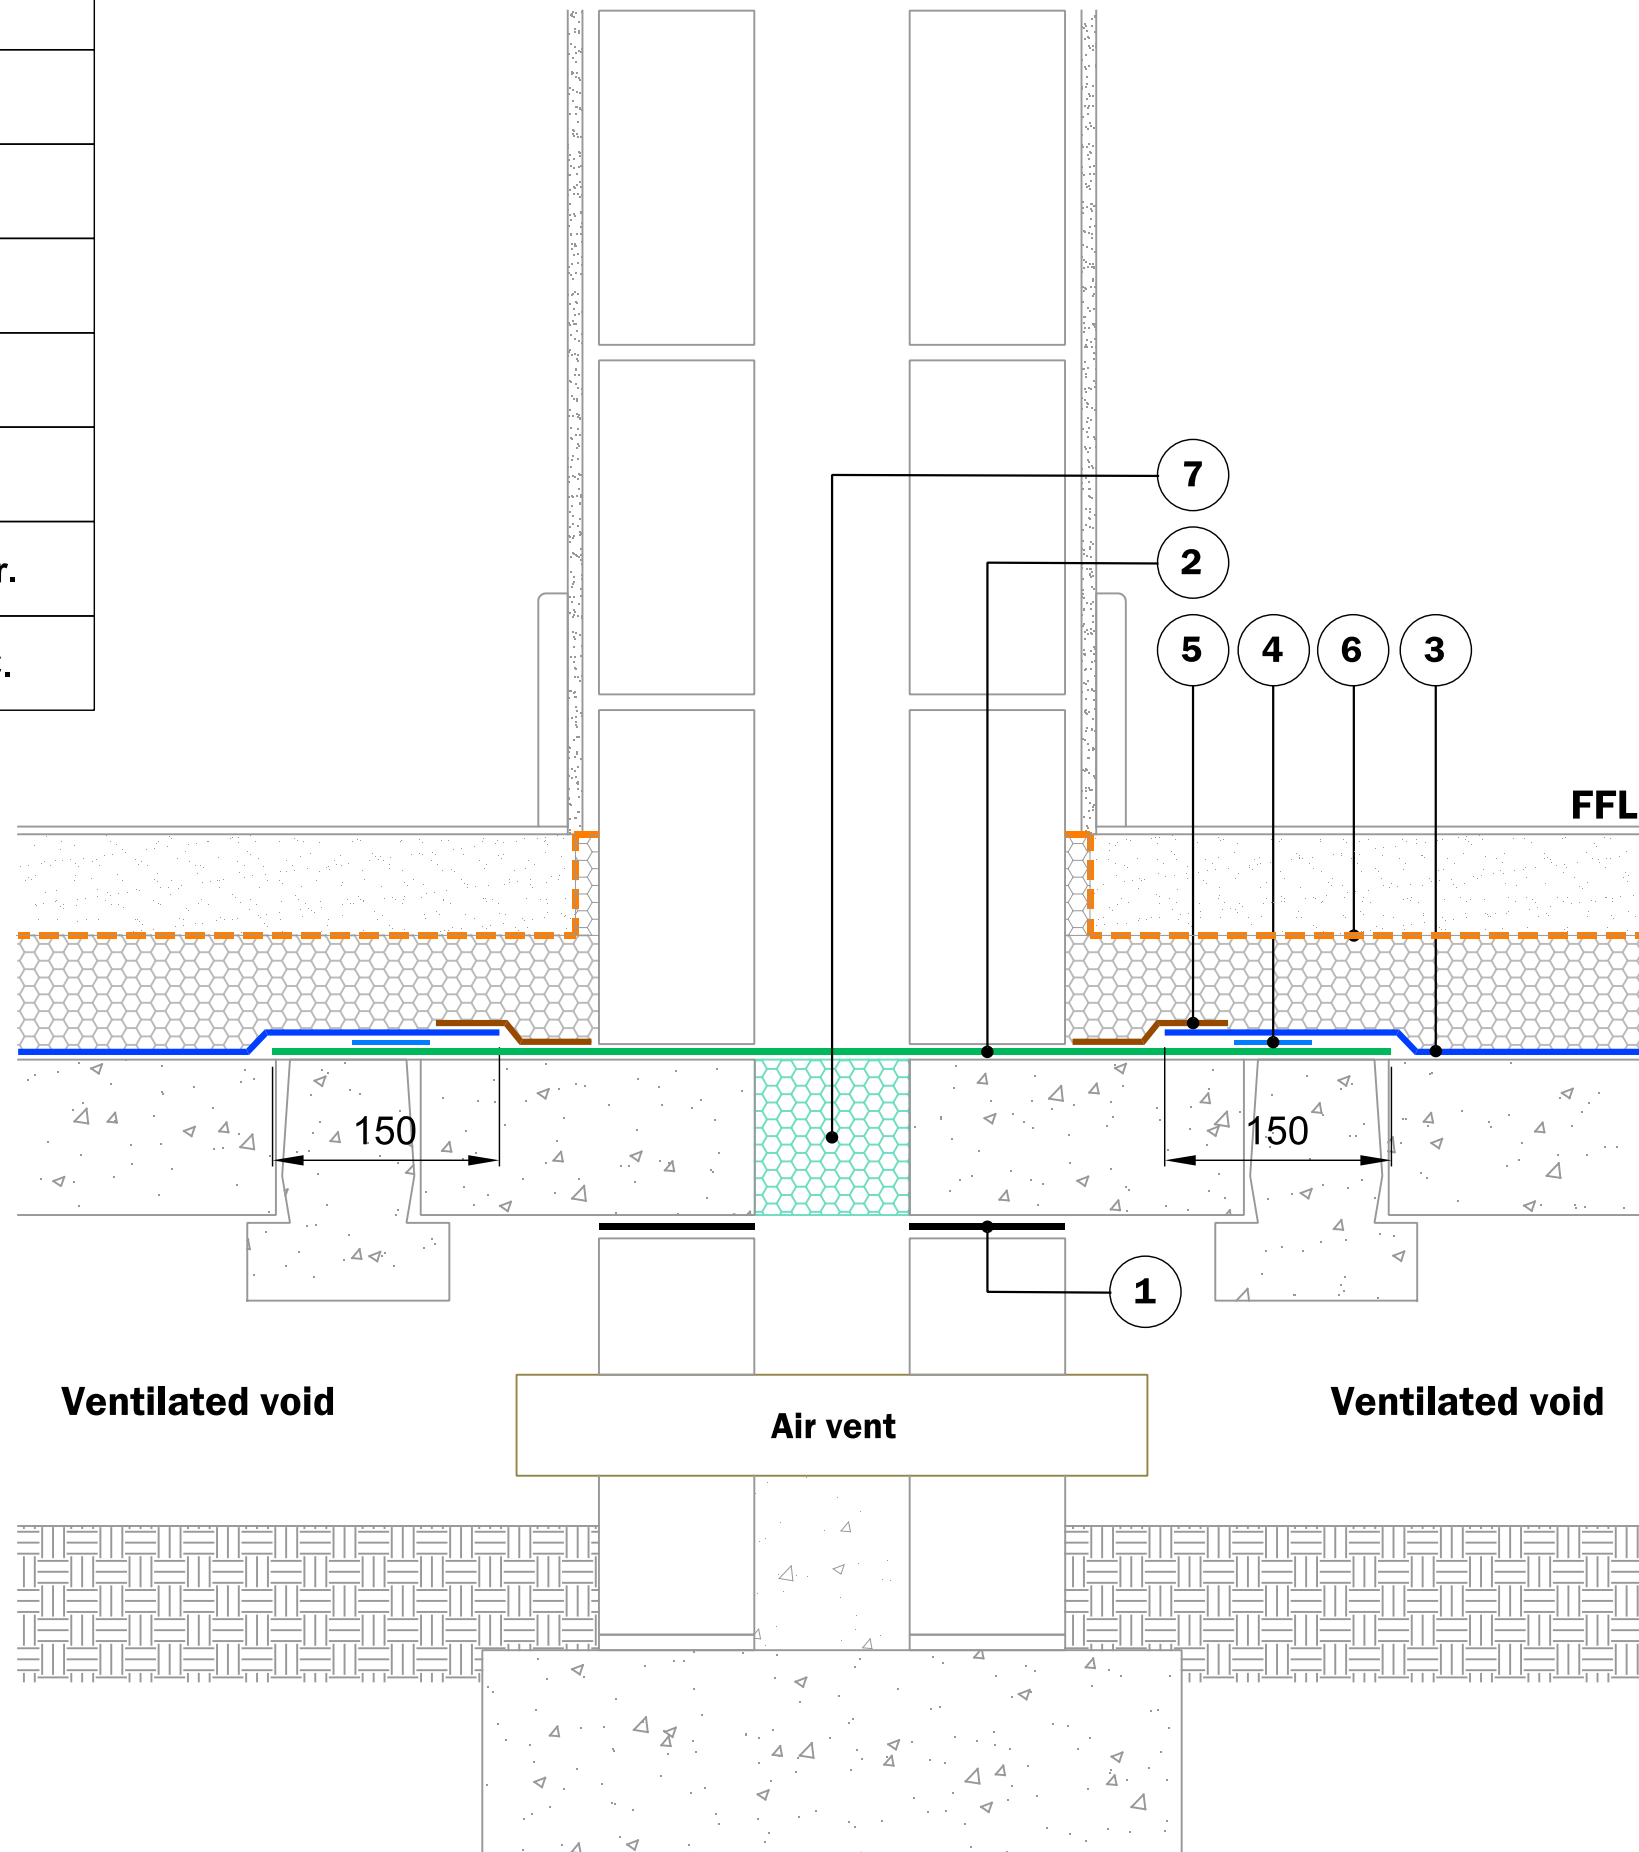 r.
.
7
2
5 4 6 3
FFL
150 150
1
Ventilated void Ventilated void
Air vent